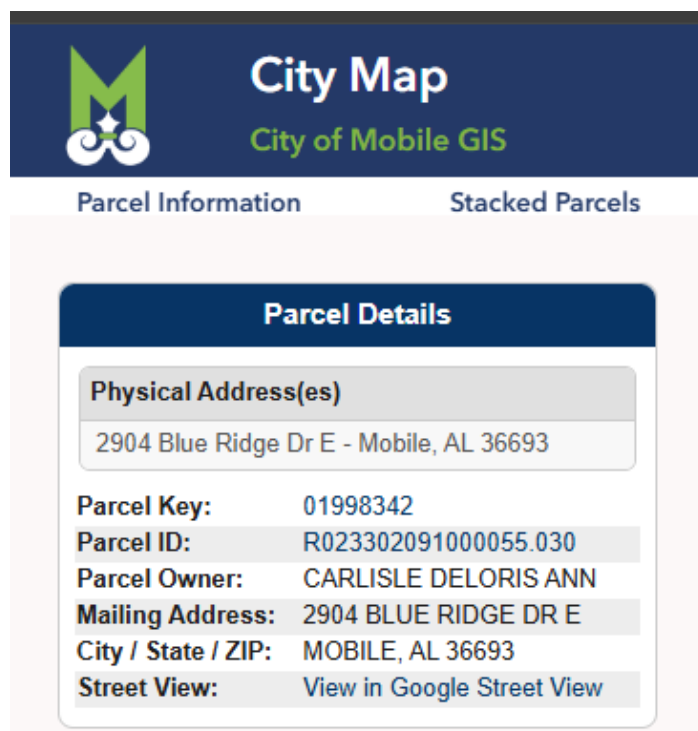 City Map
City of Mobile GIS
Parcel Information Stacked Parcels
Parcel Details
Physical Address(es)
2904 Blue Ridge Dr E - Mobile, AL 36693
Parcel Key: 01998342
Parcel ID: R023302091000055.030
Parcel Owner: CARLISLE DELORIS ANN
Mailing Address: 2904 BLUE RIDGE DR E
City / State / ZIP: MOBILE, AL 36693
Street View: View in Google Street View